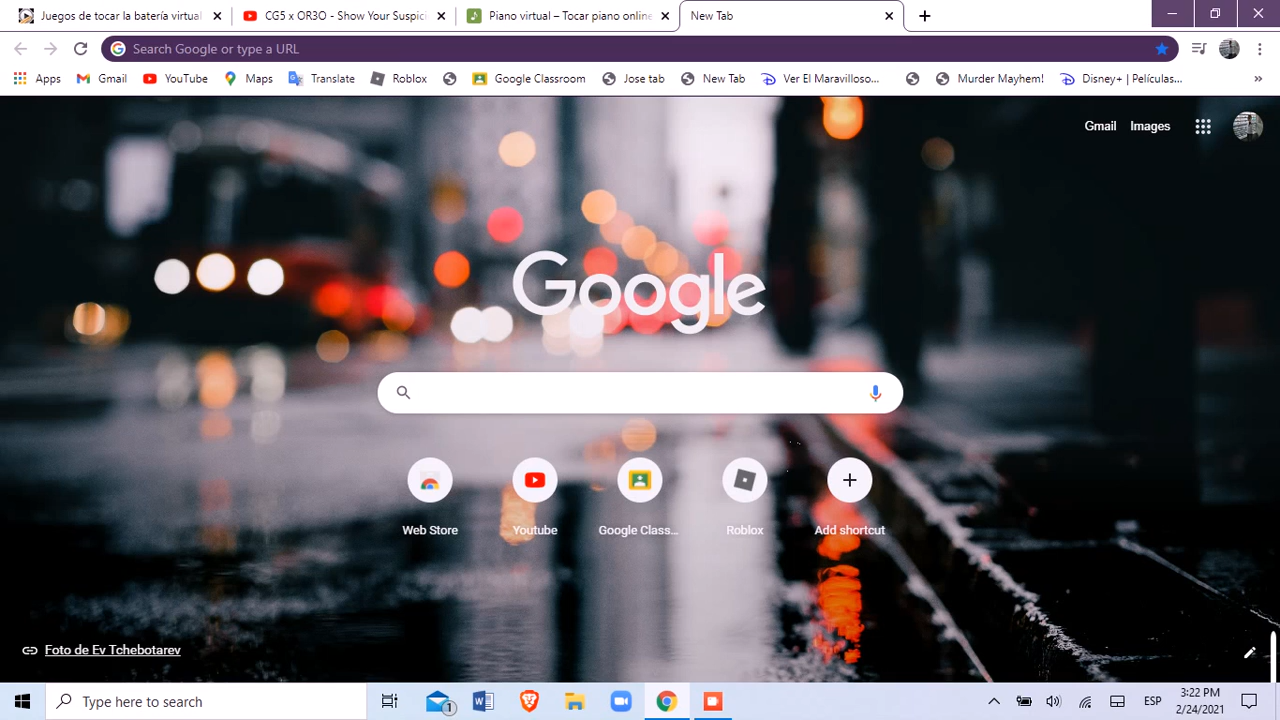 Juegos de tocar la batería virtual
CG5 x OR3O - Show Your Suspici
Piano virtual – Tocar piano online
New Tab
Search Google or type a URL
Apps
Gmail
YouTube
Maps
Translate
Roblox
Google Classroom
Jose tab
New Tab
Ver El Maravilloso...
Murder Mayhem!
Disney+ | Películas...
»
Gmail
Images
Google
Web Store
Youtube
Google Class...
Roblox
Add shortcut
Foto de Ev Tchebotarev
Type here to search
1
ESP
3:22 PM
2/24/2021